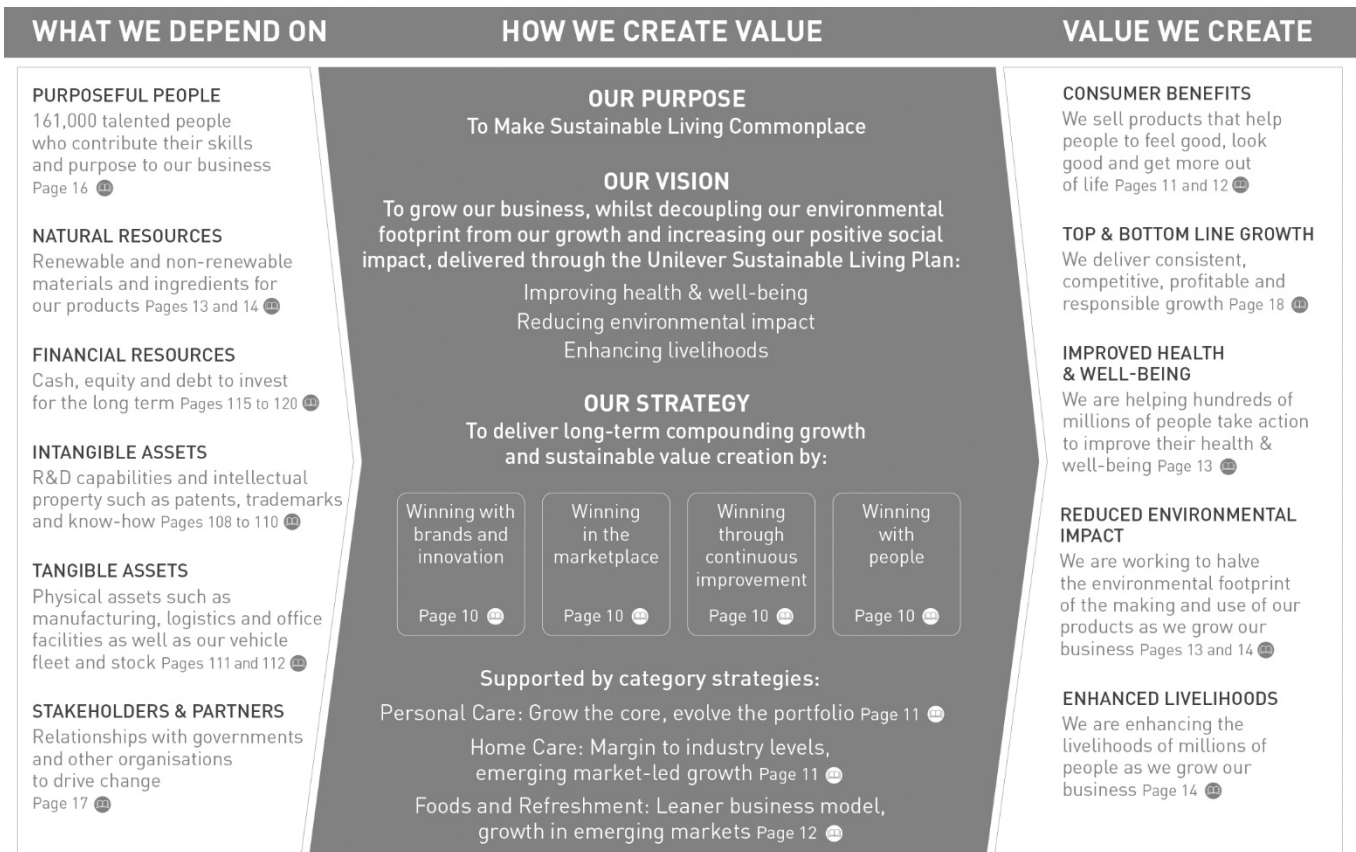 WHAT WE DEPEND ON
HOW WE CREATE VALUE
VALUE WE CREATE
PURPOSEFUL PEOPLE
161,000 talented people
who contribute their skills
and purpose to our business
Page 16
NATURAL RESOURCES
Renewable and non-renewable
materials and ingredients for
our products Pages 13 and 14
FINANCIAL RESOURCES
Cash, equity and debt to invest
for the long term Pages 115 to 120
INTANGIBLE ASSETS
R&D capabilities and intellectual
property such as patents, trademarks
and know-how Pages 108 to 110
TANGIBLE ASSETS
Physical assets such as
manufacturing, logistics and office
facilities as well as our vehicle
fleet and stock Pages 111 and 112
STAKEHOLDERS & PARTNERS
Relationships with governments
and other organisations
to drive change
Page 17
OUR PURPOSE
To Make Sustainable Living Commonplace
OUR VISION
To grow our business, whilst decoupling our environmental
footprint from our growth and increasing our positive social
impact, delivered through the Unilever Sustainable Living Plan:
Improving health & well-being
Reducing environmental impact
Enhancing livelihoods
OUR STRATEGY
To deliver long-term compounding growth
and sustainable value creation by:
Winning with
brands and
innovation
Page 10
Winning
in the
marketplace
Page 10
Winning
through
continuous
improvement
Page 10
Winning
with
people
Page 10
Supported by category strategies:
Personal Care: Grow the core, evolve the portfolio Page 11
Home Care: Margin to industry levels,
emerging market-led growth Page 11
Foods and Refreshment: Leaner business model,
growth in emerging markets Page 12
CONSUMER BENEFITS
We sell products that help
people to feel good, look
good and get more out
of life Pages 11 and 12
TOP & BOTTOM LINE GROWTH
We deliver consistent,
competitive, profitable and
responsible growth Page 18
IMPROVED HEALTH
& WELL-BEING
We are helping hundreds of
millions of people take action
to improve their health &
well-being Page 13
REDUCED ENVIRONMENTAL
IMPACT
We are working to halve
the environmental footprint
of the making and use of our
products as we grow our
business Pages 13 and 14
ENHANCED LIVELIHOODS
We are enhancing the
livelihoods of millions of
people as we grow our
business Page 14